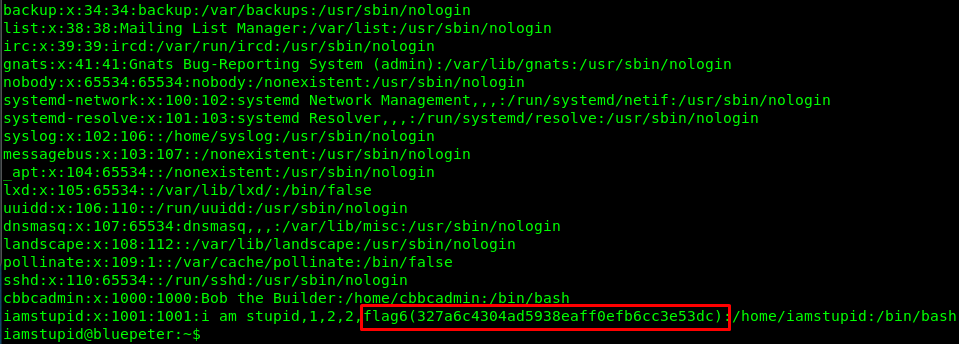 backup:x:34:34:backup:/var/backups:/usr/sbin/nologin
list:x:38:38:Mailing List Manager:/var/list:/usr/sbin/nologin
irc:x:39:39:ircd:/var/run/ircd:/usr/sbin/nologin
gnats:x:41:41:Gnats Bug-Reporting System (admin):/var/lib/gnats:/usr/sbin/nologin
nobody:x:65534:65534:nobody:/nonexistent:/usr/sbin/nologin
systemd-network:x:100:102:systemd Network Management,,,:/run/systemd/netif:/usr/sbin/nologin
systemd-resolve:x:101:103:systemd Resolver,,,:/run/systemd/resolve:/usr/sbin/nologin
syslog:x:102:106::/home/syslog:/usr/sbin/nologin
messagebus:x:103:107::/nonexistent:/usr/sbin/nologin
_apt:x:104:65534::/nonexistent:/usr/sbin/nologin
lxd:x:105:65534::/var/lib/lxd/:/bin/false
uuidd:x:106:110::/run/uuidd:/usr/sbin/nologin
dnsmasq:x:107:65534:dnsmasq,,,:/var/lib/misc:/usr/sbin/nologin
landscape:x:108:112::/var/lib/landscape:/usr/sbin/nologin
pollinate:x:109:1::/var/cache/pollinate:/bin/false
sshd:x:110:65534::/run/sshd:/usr/sbin/nologin
cbbcadmin:x:1000:1000:Bob the Builder:/home/cbbcadmin:/bin/bash
iamstupid:x:1001:1001:i am stupid,1,2,2,flag6(327a6c4304ad5938eaff0efb6cc3e53dc):/home/iamstupid:/bin/bash
iamstupid@bluepeter:~$